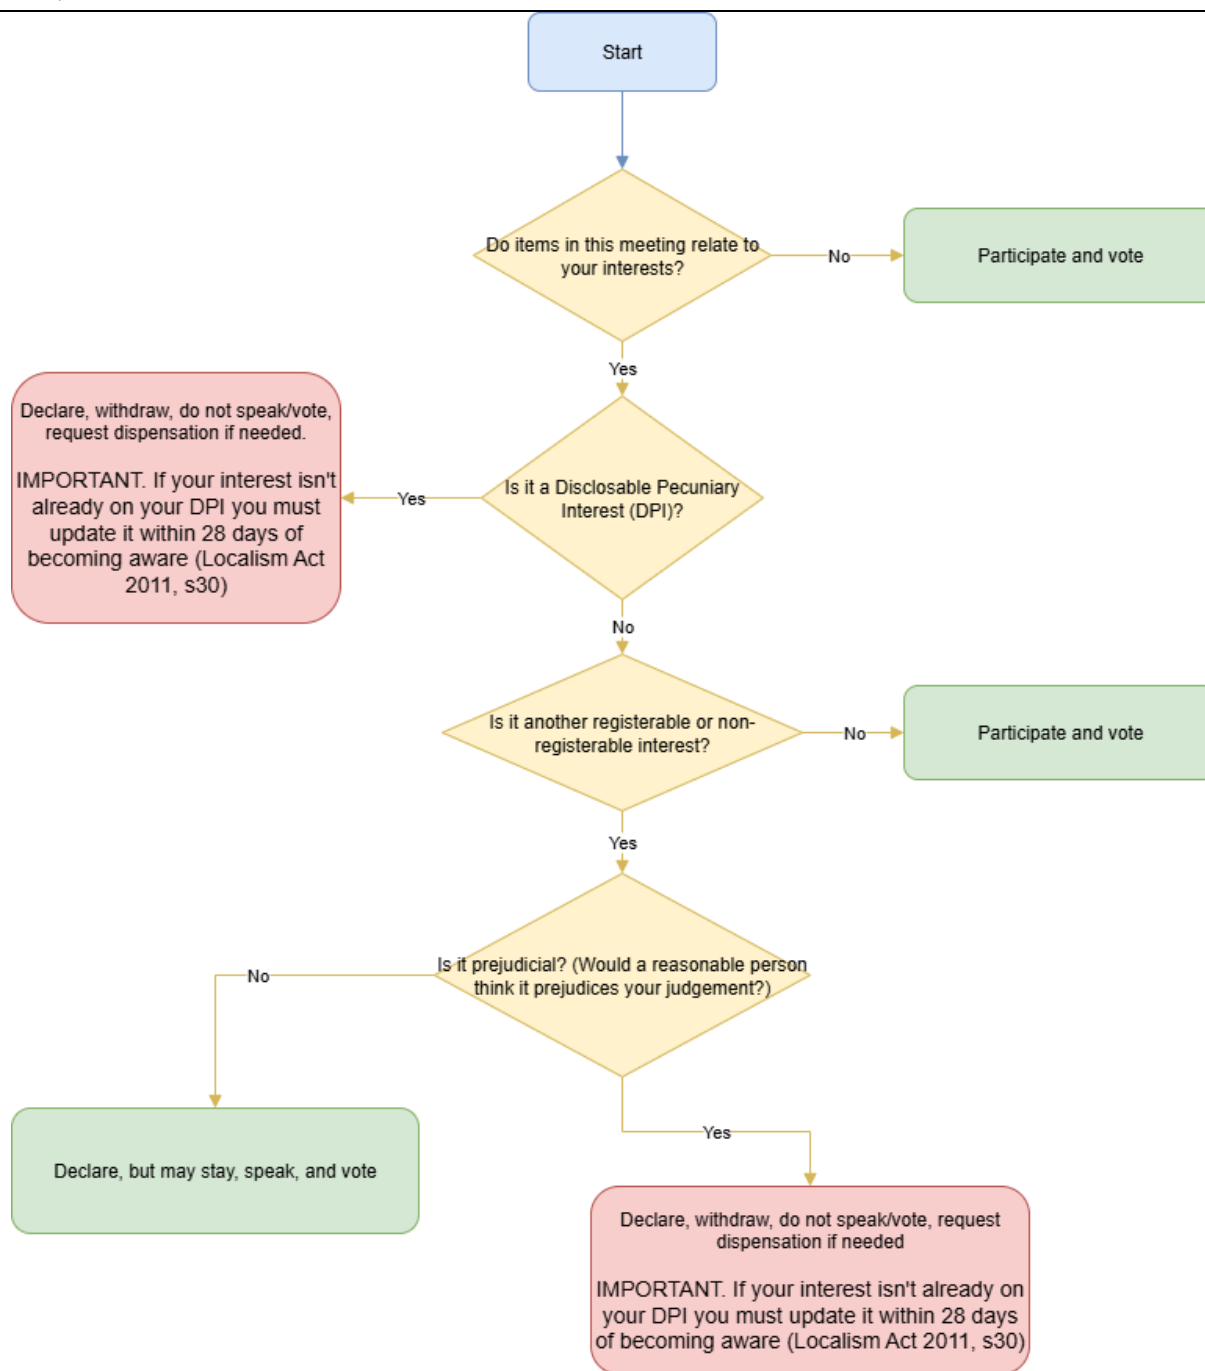 Start
Do items in this meeting relate to
your interests?
No
Participate and vote
Yes
Declare, withdraw, do not speak/vote,
request dispensation if needed.
IMPORTANT. If your interest isn't
already on your DPI you must
update it within 28 days of
becoming aware (Localism Act
2011, s30)
Yes
Is it a Disclosable Pecuniary
Interest (DPI)?
No
Is it another registerable or non-
registerable interest?
No
Participate and vote
Yes
Is it prejudicial? (Would a reasonable person
think it prejudices your judgement?)
No
Declare, but may stay, speak, and vote
Yes
Declare, withdraw, do not speak/vote, request
dispensation if needed
IMPORTANT. If your interest isn't already on
your DPI you must update it within 28 days
of becoming aware (Localism Act 2011, s30)